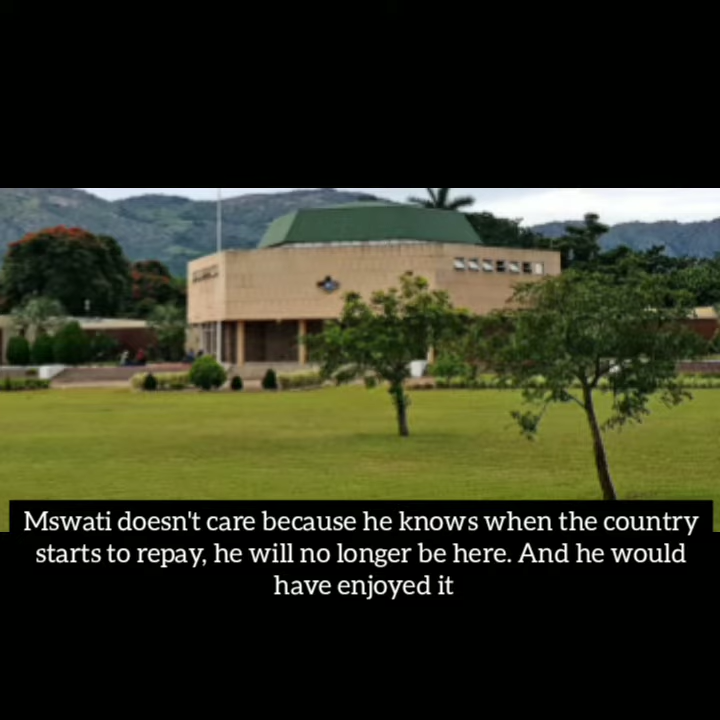 Mswati doesn't care because he knows when the country
starts to repay, he will no longer be here. And he would
have enjoyed it